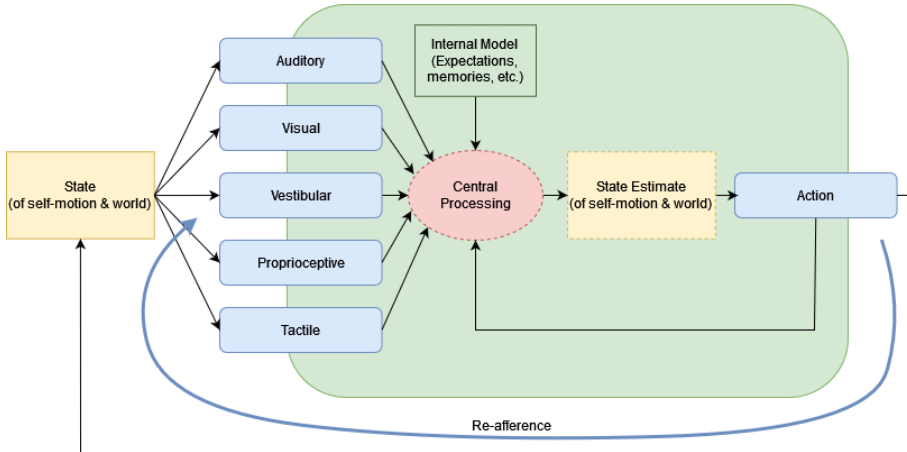 Auditory
Internal Model
(Expectations,
memories, etc.)
Visual
State
(of self-motion & world)
Vestibular
Central
Processing
State Estimate
(of self-motion & world)
Action
Proprioceptive
Tactile
Re-afference